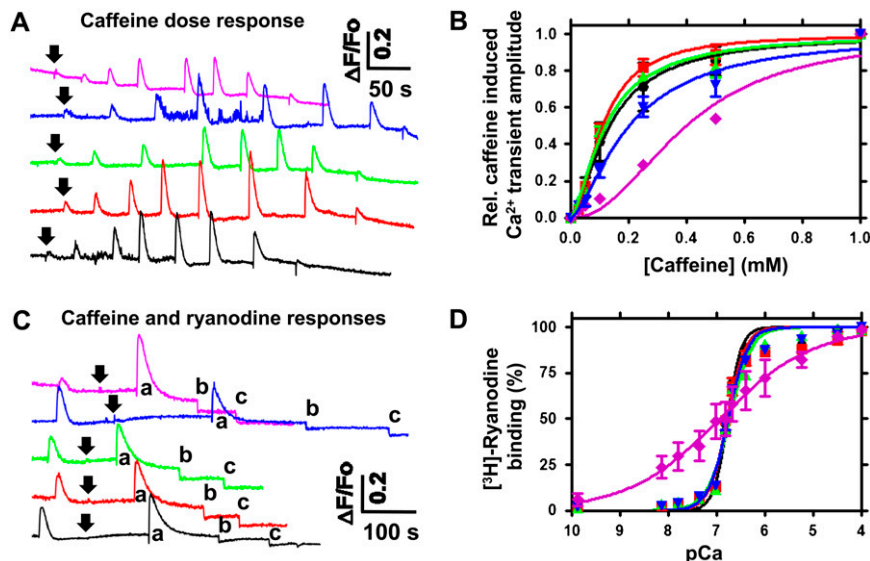 A
Caffeine dose response
ΔF/Fo
0.2
50 s
B
Rel. caffeine induced
Ca²⁺ transient amplitude
1.0
0.8
0.6
0.4
0.2
0.0
0.0 0.2 0.4 0.6 0.8 1.0
[Caffeine] (mM)
C
Caffeine and ryanodine responses
a b c
a b c
a b c
a b c
a b c
ΔF/Fo
0.2
100 s
D
[³H]-Ryanodine
binding (%)
100
75
50
25
0
10 9 8 7 6 5 4
pCa